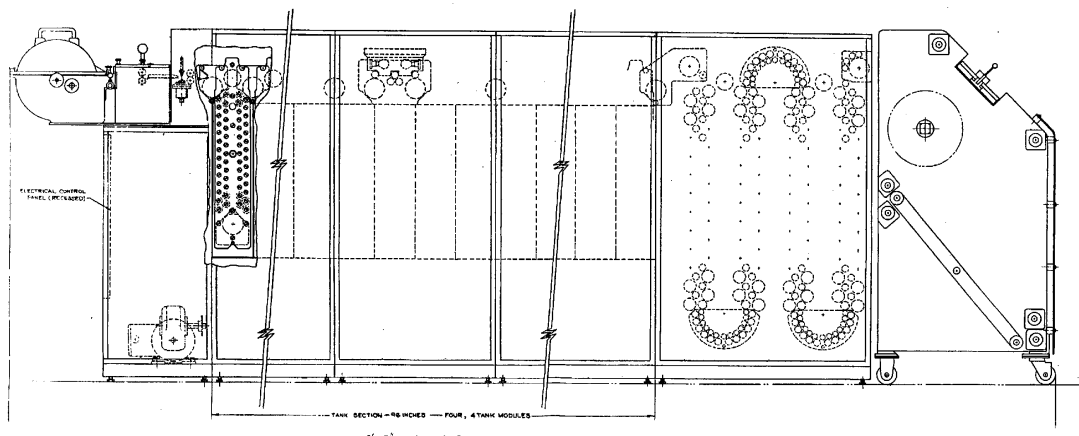 ELECTRICAL CONTROL
PANEL (RECESSED)
TANK SECTION - 96 INCHES - FOUR, 4 TANK MODULES